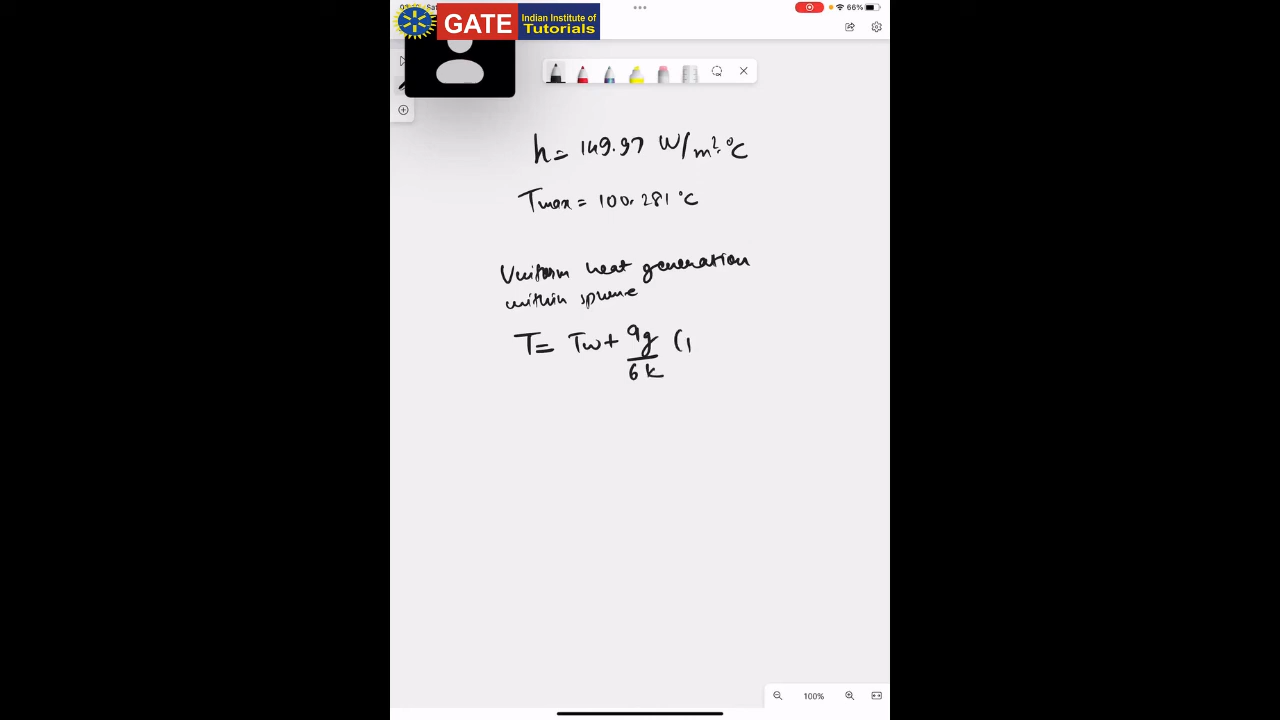 GATE
Indian Institute of
Tutorials
66%
h = 149.97 W/m².°C
Tmax = 100.281 °C
Uniform heat generation
within sphere
T = Tw + qg/6k (1
100%